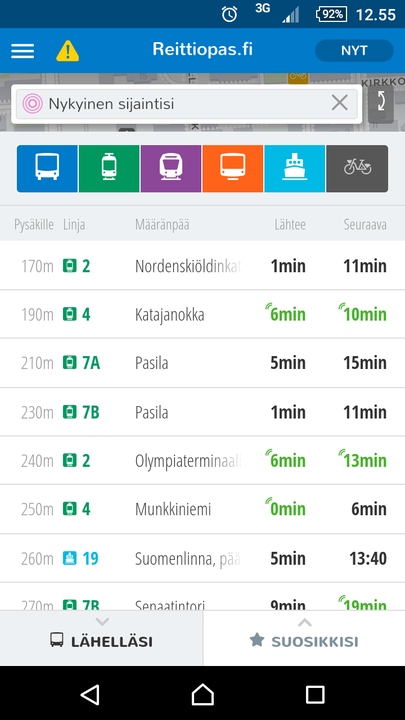 3G 92% 12.55
Reittiopas.fi NYT
KIRKKO
Nykyinen sijaintisi
Pysäkille Linja Määränpää Lähtee Seuraava
170m 2 Nordenskiöldinkat 1min 11min
190m 4 Katajanokka 6min 10min
210m 7A Pasila 5min 15min
230m 7B Pasila 1min 11min
240m 2 Olympiaterminaali 6min 13min
250m 4 Munkkiniemi 0min 6min
260m 19 Suomenlinna, pää 5min 13:40
270m 7B Senaatintori 9min 19min
LÄHELLÄSI SUOSIKKISI